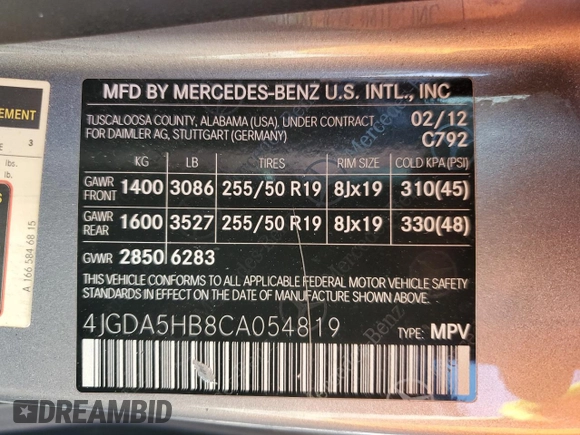 MFD BY MERCEDES-BENZ U.S. INTL., INC
TUSCALOOSA COUNTY, ALABAMA (USA). UNDER CONTRACT
FOR DAIMLER AG, STUTTGART (GERMANY)
02/12
C792
KG LB TIRES RIM SIZE COLD KPA (PSI)
GAWR
FRONT 1400 3086 255/50 R19 8Jx19 310(45)
GAWR
REAR 1600 3527 255/50 R19 8Jx19 330(48)
GVWR 2850 6283
THIS VEHICLE CONFORMS TO ALL APPLICABLE FEDERAL MOTOR VEHICLE SAFETY
STANDARDS IN EFFECT ON THE DATE OF MANUFACTURE SHOWN ABOVE.
4JGDA5HB8CA054819 TYPE: MPV
EMENT
E 3
lbs.
lb.
A 166 584 68 15
DREAMBID